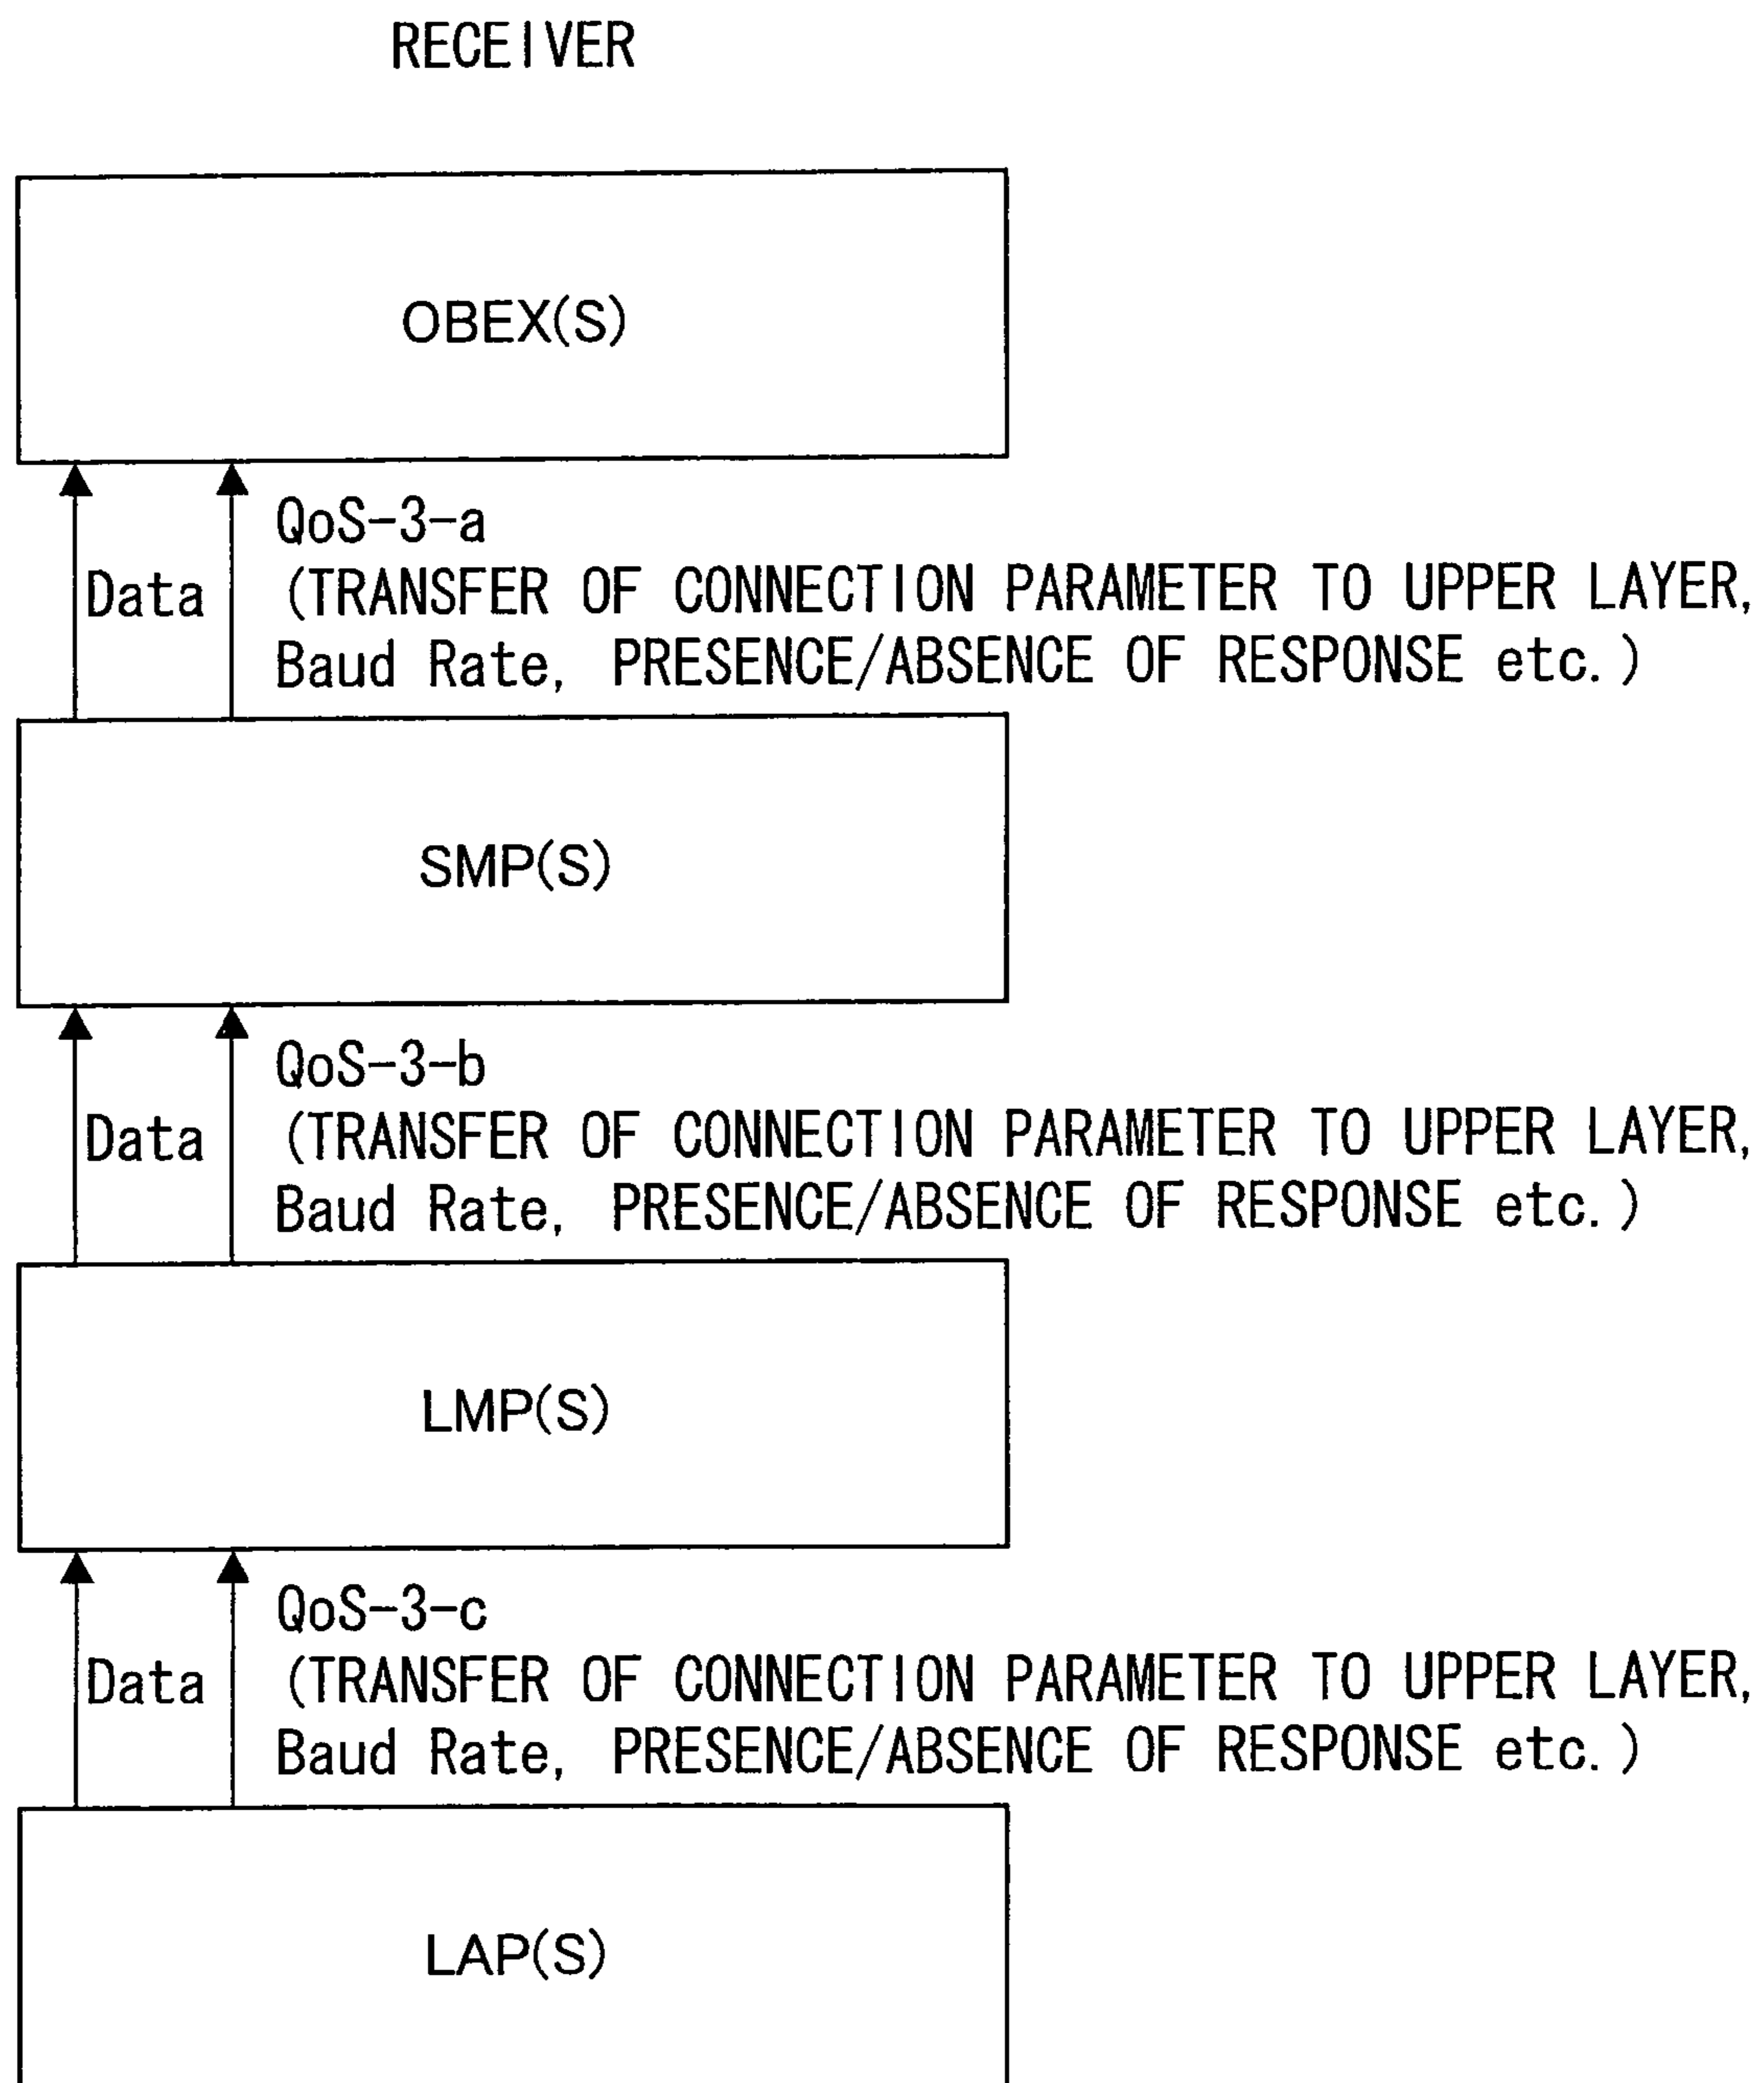 RECEIVER
OBEX(S)
QoS-3-a
Data
(TRANSFER OF CONNECTION PARAMETER TO UPPER LAYER,
Baud Rate, PRESENCE/ABSENCE OF RESPONSE etc.)
SMP(S)
QoS-3-b
Data
(TRANSFER OF CONNECTION PARAMETER TO UPPER LAYER,
Baud Rate, PRESENCE/ABSENCE OF RESPONSE etc.)
LMP(S)
QoS-3-c
Data
(TRANSFER OF CONNECTION PARAMETER TO UPPER LAYER,
Baud Rate, PRESENCE/ABSENCE OF RESPONSE etc.)
LAP(S)